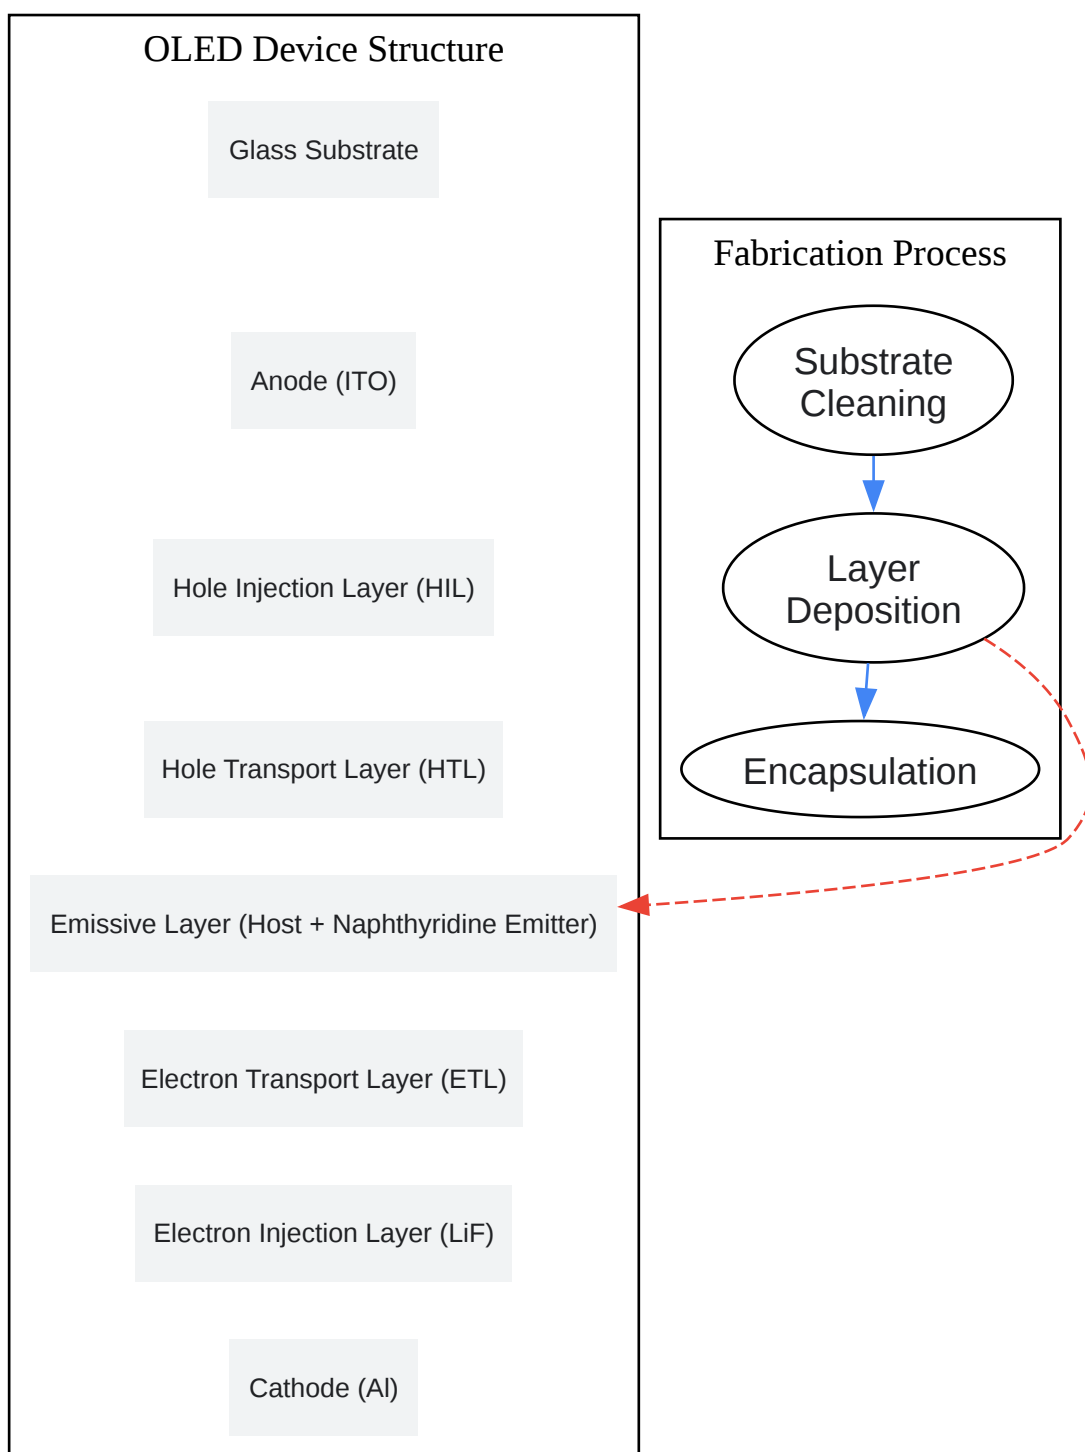 OLED Device Structure
Glass Substrate
Anode (ITO)
Hole Injection Layer (HIL)
Hole Transport Layer (HTL)
Emissive Layer (Host + Naphthyridine Emitter)
Electron Transport Layer (ETL)
Electron Injection Layer (LiF)
Cathode (Al)
Fabrication Process
Substrate
Cleaning
Layer
Deposition
Encapsulation